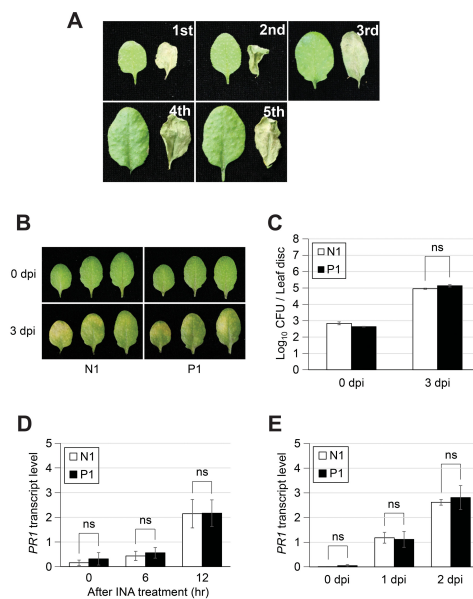 A
1st
2nd
3rd
4th
5th
B
0 dpi
3 dpi
N1
P1
C
Log10 CFU / Leaf disc
10
9
8
7
6
5
4
3
2
1
0
N1
P1
ns
0 dpi
3 dpi
D
PR1 transcript level
5
4
3
2
1
0
N1
P1
ns
ns
ns
0
6
12
After INA treatment (hr)
E
PR1 transcript level
5
4
3
2
1
0
N1
P1
ns
ns
ns
0 dpi
1 dpi
2 dpi